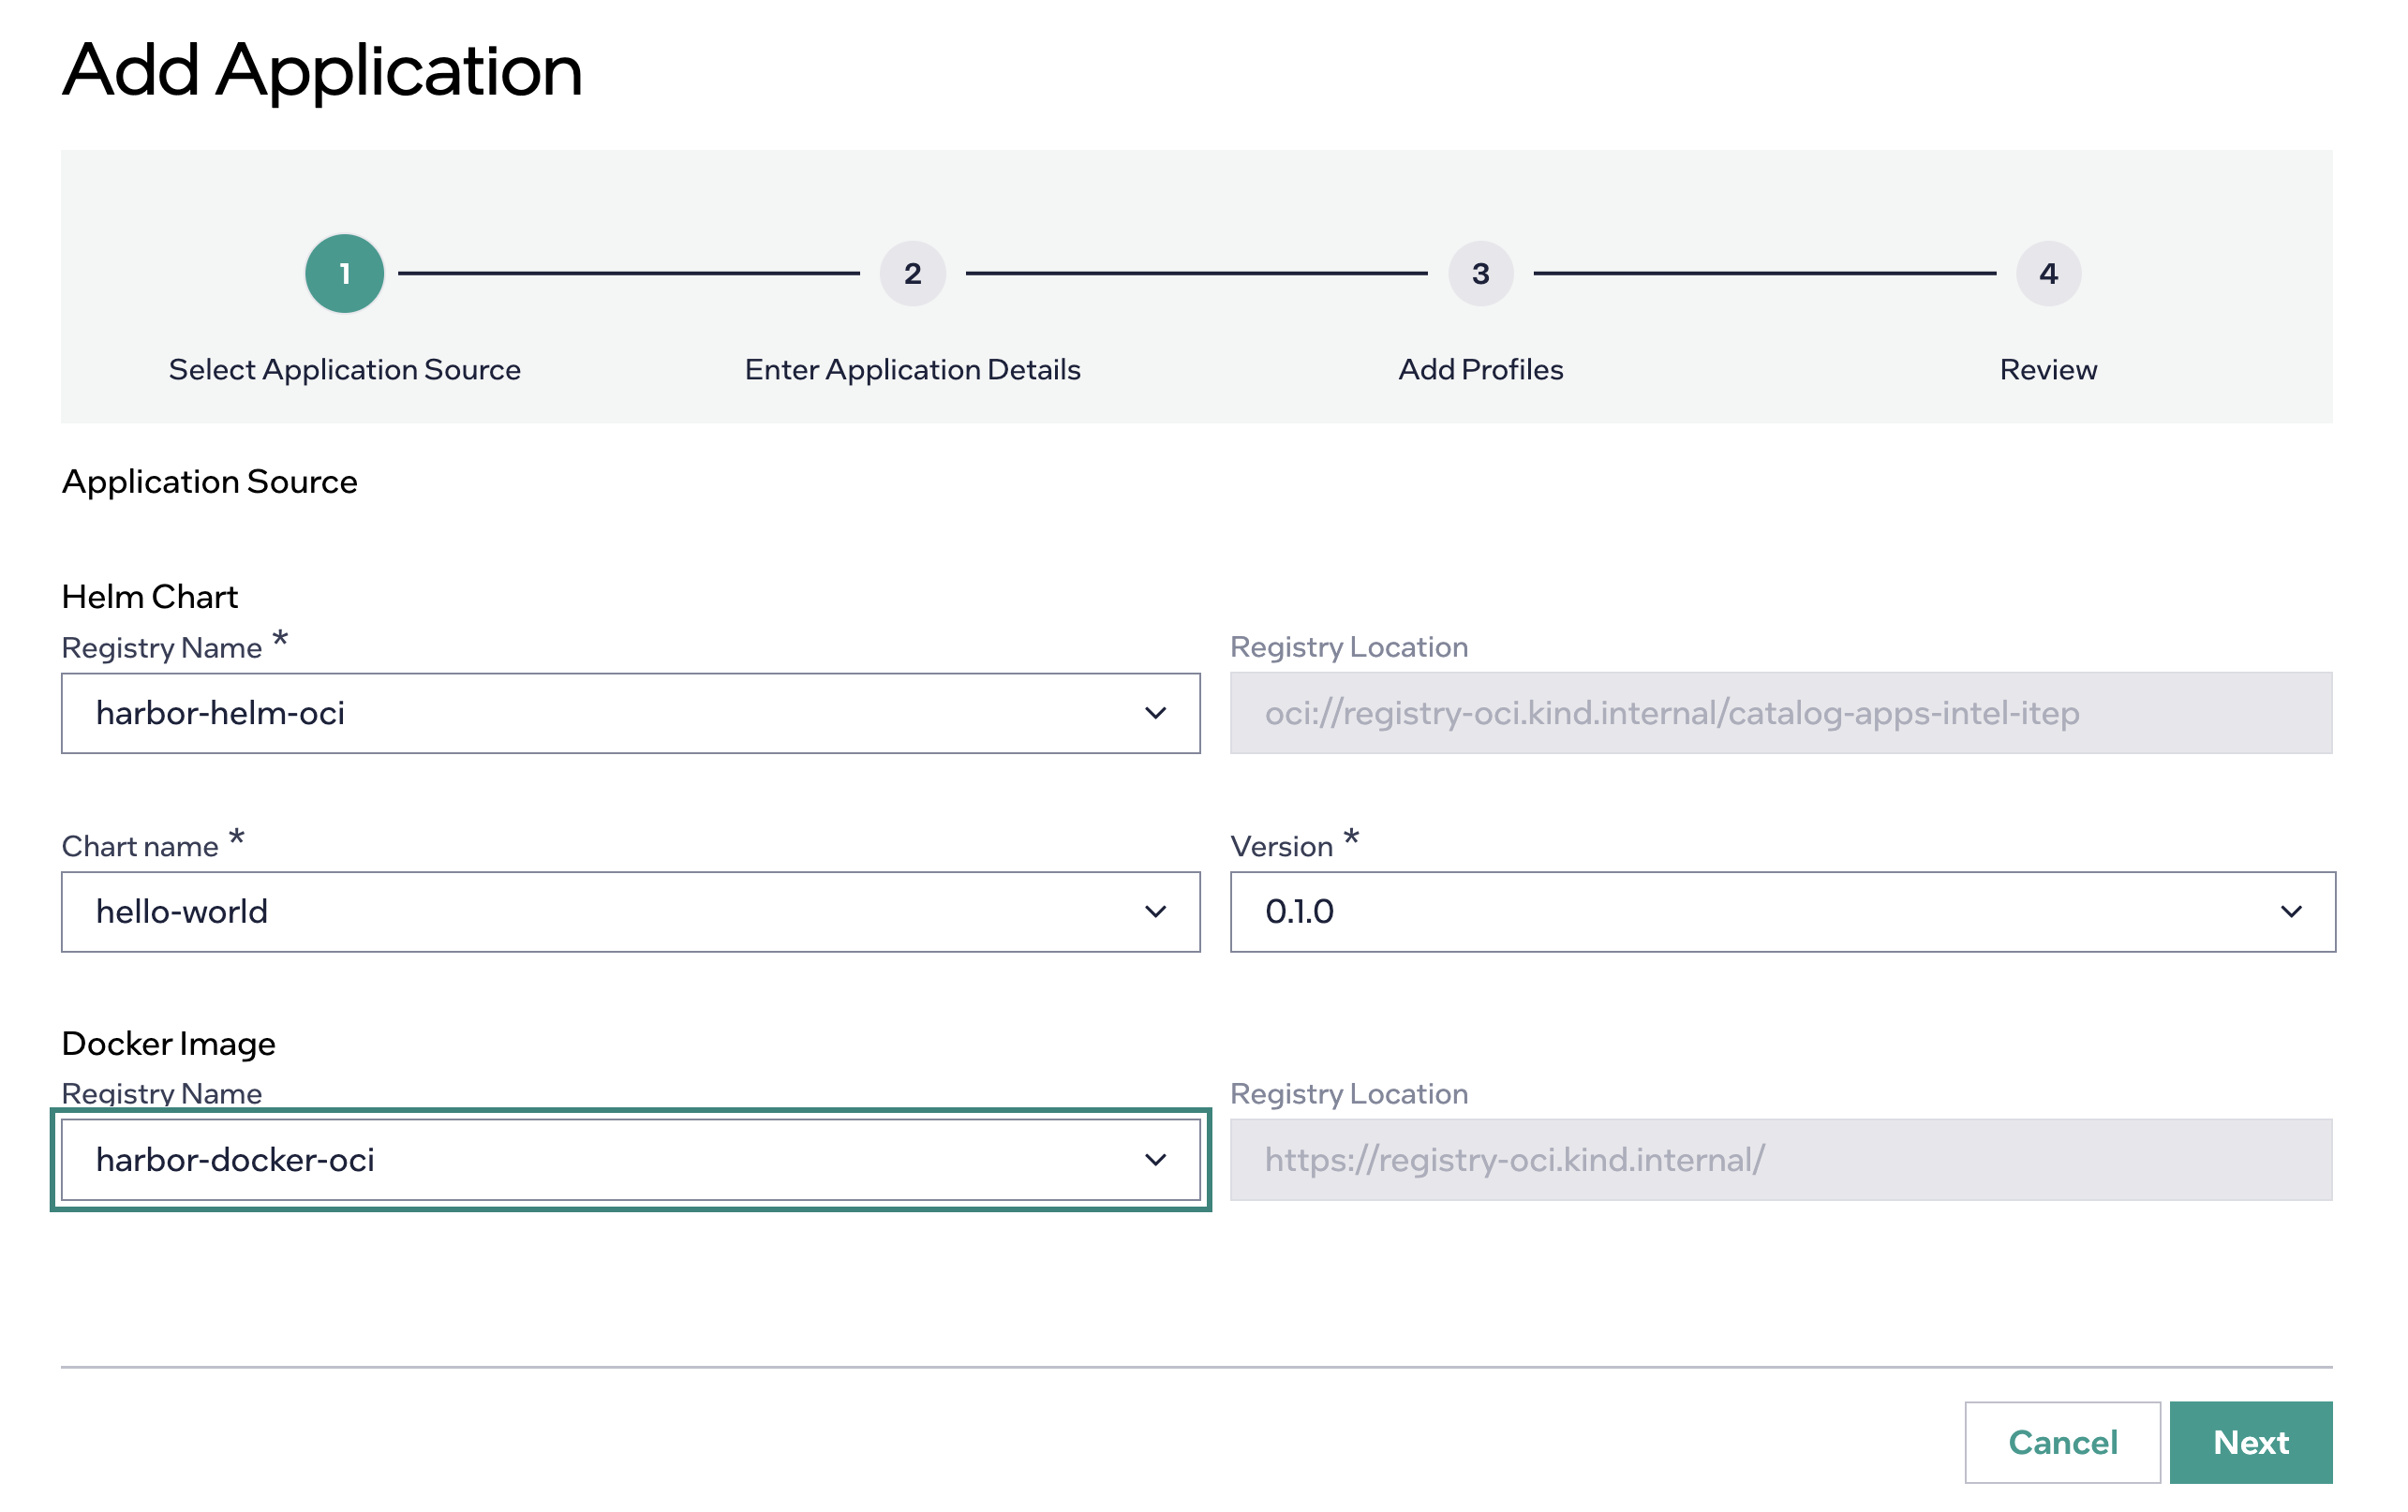 Add Application
1
2
3
4
Select Application Source
Enter Application Details
Add Profiles
Review
Application Source
Helm Chart
Registry Name *
Registry Location
harbor-helm-oci
oci://registry-oci.kind.internal/catalog-apps-intel-itep
Chart name *
Version *
hello-world
0.1.0
Docker Image
Registry Name
Registry Location
harbor-docker-oci
https://registry-oci.kind.internal/
Cancel
Next